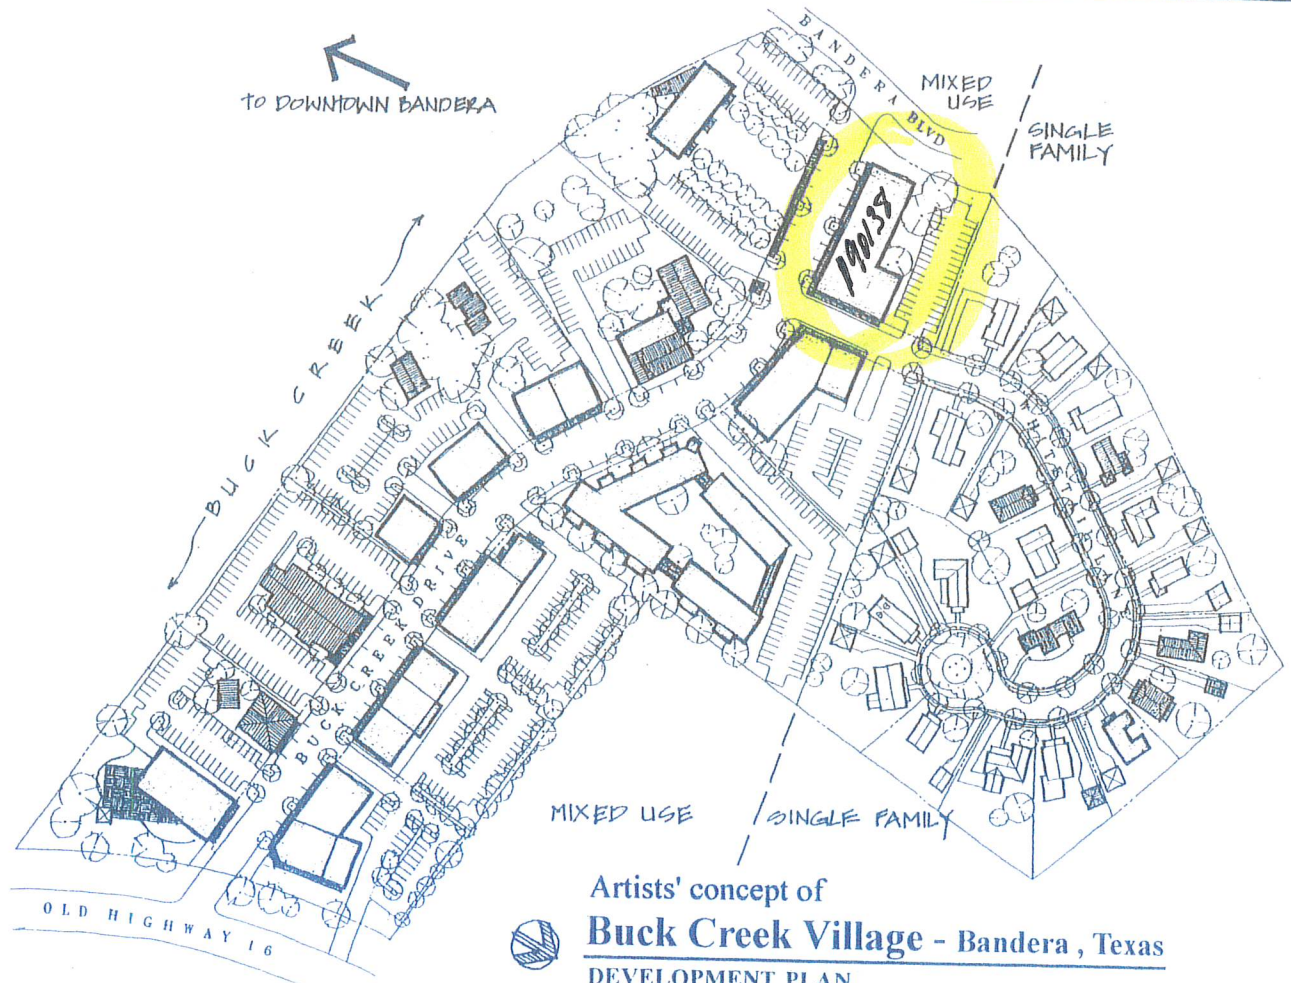 TO DOWNTOWN BANDERA
BANDERA BLVD
MIXED
USE
SINGLE
FAMILY
190138
BUCK CREEK
BUCK CREEK DRIVE
MIXED USE
SINGLE FAMILY
OLD HIGHWAY 16
Artists' concept of
Buck Creek Village - Bandera , Texas
DEVELOPMENT PLAN